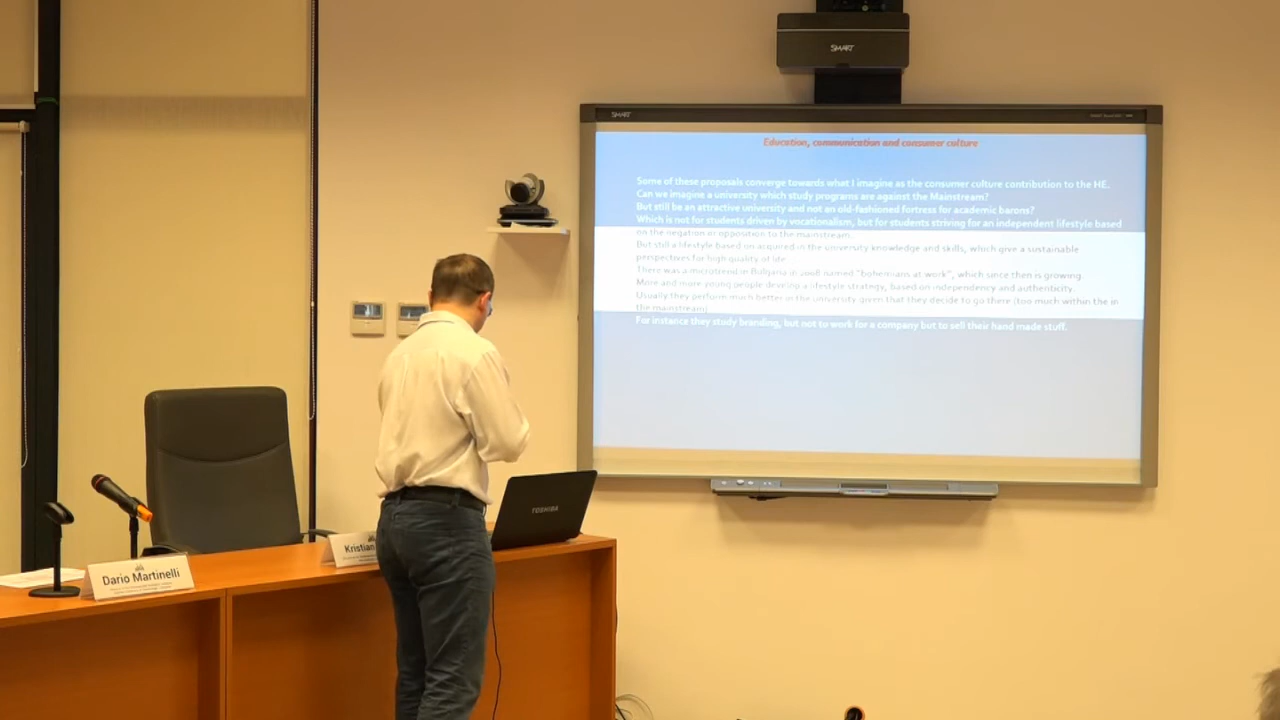 SMART
SMART
Education, communication and consumer culture
Some of these proposals converge towards what I imagine as the consumer culture contribution to the HE.
Can we imagine a university which study programs are against the Mainstream?
But still be an attractive university and not an old-fashioned fortress for academic barons?
Which is not for students driven by vocationalism, but for students striving for an independent lifestyle based
on the negation in opposition to the mainstream.
But still a lifestyle based on acquired in the university knowledge and skills, which give a sustainable
perspectives for high quality of life.
There was a microtrend in Bulgaria in 2008 named "bohemians at work", which since then is growing.
More and more young people develop a lifestyle strategy, based on independency and authenticity.
Usually they perform much better in the university given that they decide to go there (too much within the in
the mainstream)
For instance they study branding, but not to work for a company but to sell their hand made stuff.
TOSHIBA
Kristian
Dario Martinelli